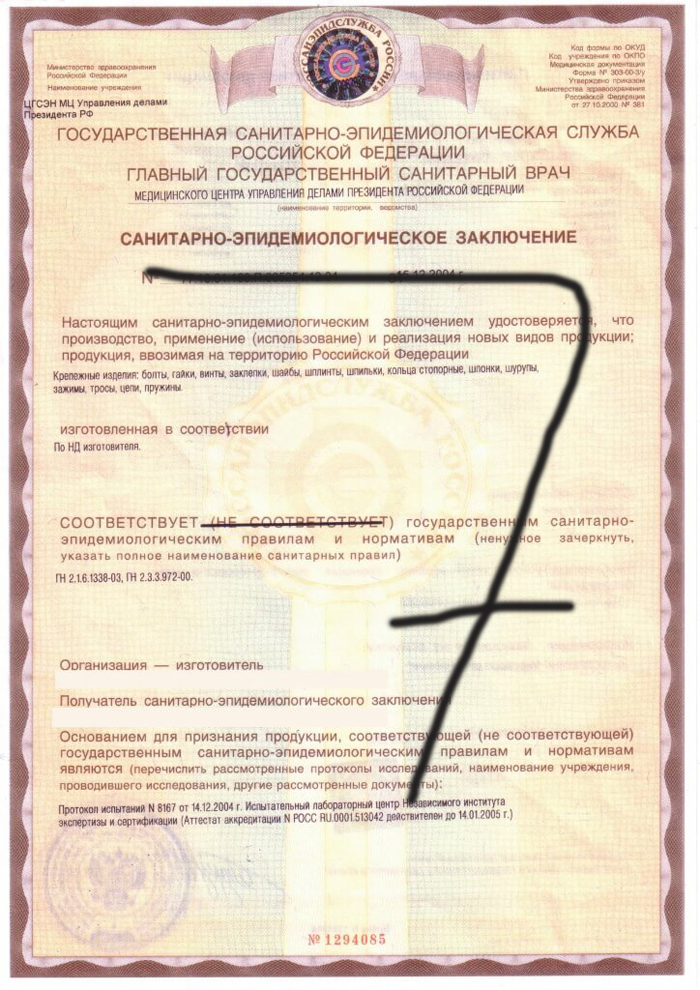 РОССАНЭПИДСЛУЖБА РОССИИ
Министерство здравоохранения
Российской Федерации
Наименование учреждения
ЦГСЭН МЦ Управления делами
Президента РФ
Код формы по ОКУД
Код учреждения по ОКПО
Медицинская документация
Форма № 303-00-3/у
Утверждено приказом
Министерства здравоохранения
Российской Федерации
от 27.10.2000 № 381
ГОСУДАРСТВЕННАЯ САНИТАРНО-ЭПИДЕМИОЛОГИЧЕСКАЯ СЛУЖБА
РОССИЙСКОЙ ФЕДЕРАЦИИ
ГЛАВНЫЙ ГОСУДАРСТВЕННЫЙ САНИТАРНЫЙ ВРАЧ
МЕДИЦИНСКОГО ЦЕНТРА УПРАВЛЕНИЯ ДЕЛАМИ ПРЕЗИДЕНТА РОССИЙСКОЙ ФЕДЕРАЦИИ
(наименование территории, ведомства)
САНИТАРНО-ЭПИДЕМИОЛОГИЧЕСКОЕ ЗАКЛЮЧЕНИЕ
№ 15.12.2004 г.
Настоящим санитарно-эпидемиологическим заключением удостоверяется, что
производство, применение (использование) и реализация новых видов продукции;
продукция, ввозимая на территорию Российской Федерации
Крепежные изделия: болты, гайки, винты, заклепки, шайбы, шплинты, шпильки, кольца стопорные, шпонки, шурупы,
зажимы, тросы, цепи, пружины.
изготовленная в соответствии
По НД изготовителя.
СООТВЕТСТВУЕТ (НЕ СООТВЕТСТВУЕТ) государственным санитарно-
эпидемиологическим правилам и нормативам (ненужное зачеркнуть,
указать полное наименование санитарных правил)
ГН 2.1.6.1338-03, ГН 2.3.3.972-00.
Организация — изготовитель
Получатель санитарно-эпидемиологического заключения
Основанием для признания продукции, соответствующей (не соответствующей)
государственным санитарно-эпидемиологическим правилам и нормативам
являются (перечислить рассмотренные протоколы исследований, наименование учреждения,
проводившего исследования, другие рассмотренные документы):
Протокол испытаний N 8167 от 14.12.2004 г. Испытательный лабораторный центр Независимого института
экспертизы и сертификации (Аттестат аккредитации N РОСС RU.0001.513042 действителен до 14.01.2005 г.)
№ 1294085